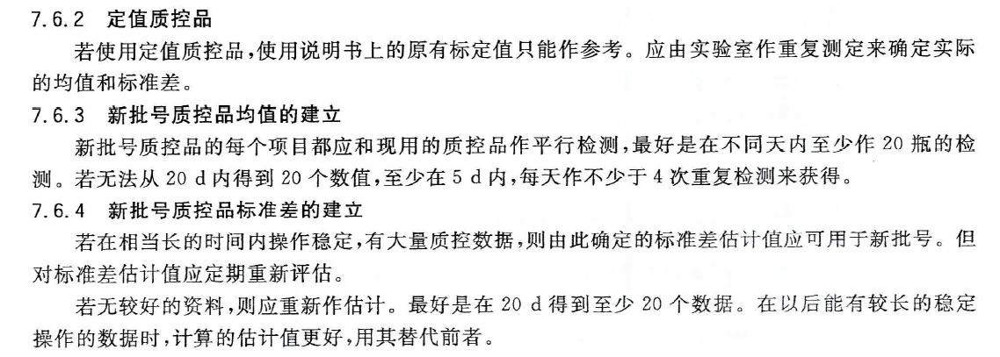 7.6.2 定值质控品
若使用定值质控品,使用说明书上的原有标定值只能作参考。应由实验室作重复测定来确定实际
的均值和标准差。
7.6.3 新批号质控品均值的建立
新批号质控品的每个项目都应和现用的质控品作平行检测,最好是在不同天内至少作 20 瓶的检
测。若无法从 20 d 内得到 20 个数值,至少在 5 d 内,每天作不少于 4 次重复检测来获得。
7.6.4 新批号质控品标准差的建立
若在相当长的时间内操作稳定,有大量质控数据,则由此确定的标准差估计值应可用于新批号。但
对标准差估计值应定期重新评估。
若无较好的资料,则应重新作估计。最好是在 20 d 得到至少 20 个数据。在以后能有较长的稳定
操作的数据时,计算的估计值更好,用其替代前者。